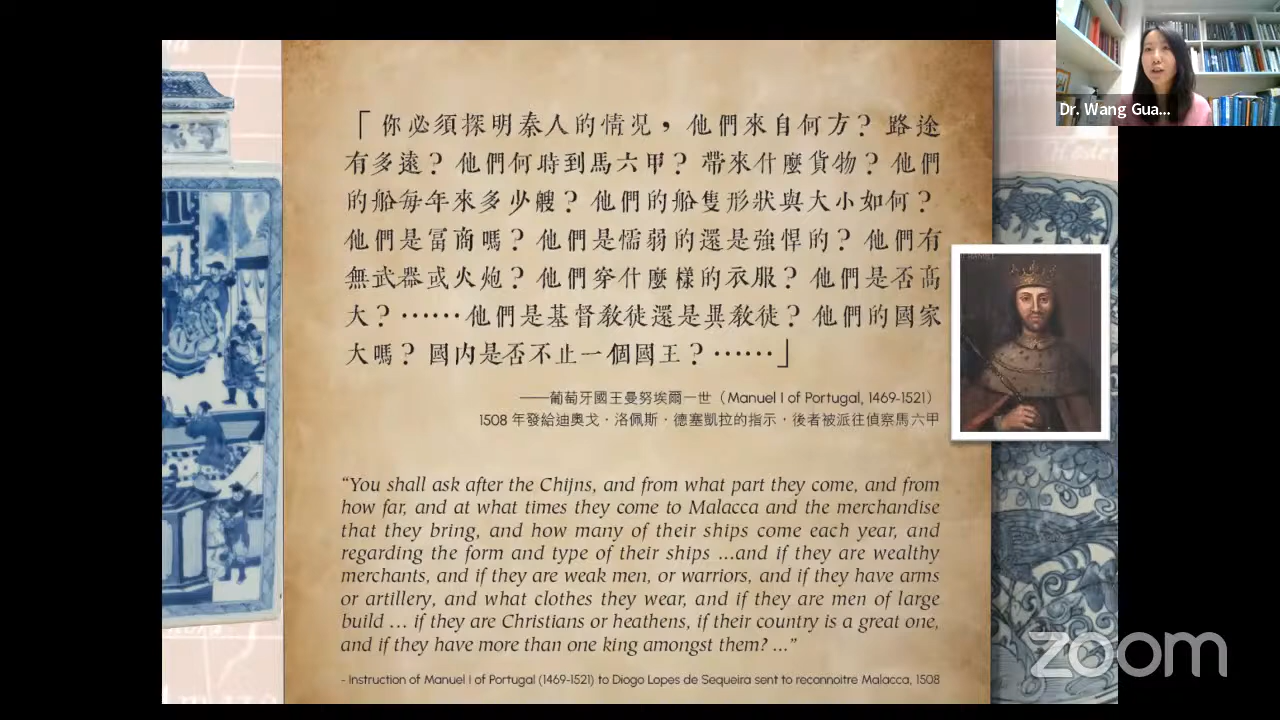 Dr. Wang Gua...
「你必須探明秦人的情況，他們來自何方？路途
有多遠？他們何時到馬六甲？帶來什麼貨物？他們
的船每年來多少艘？他們的船隻形狀與大小如何？
他們是富商嗎？他們是懦弱的還是強悍的？他們有
無武器或火炮？他們穿什麼樣的衣服？他們是否高
大？……他們是基督教徒還是異教徒？他們的國家
大嗎？國內是否不止一個國王？……」
——葡萄牙國王曼努埃爾一世（Manuel I of Portugal, 1469-1521）
1508 年發給迪奧戈·洛佩斯·德塞凱拉的指示，後者被派往偵察馬六甲
“You shall ask after the Chijns, and from what part they come, and from
how far, and at what times they come to Malacca and the merchandise
that they bring, and how many of their ships come each year, and
regarding the form and type of their ships ...and if they are wealthy
merchants, and if they are weak men, or warriors, and if they have arms
or artillery, and what clothes they wear, and if they are men of large
build ... if they are Christians or heathens, if their country is a great one,
and if they have more than one king amongst them? ...”
- Instruction of Manuel I of Portugal (1469-1521) to Diogo Lopes de Sequeira sent to reconnoitre Malacca, 1508
zoom